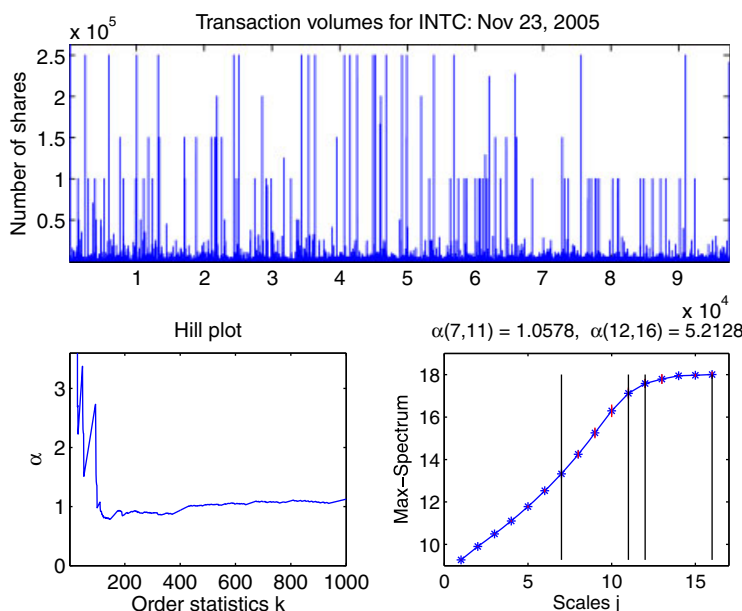 Transaction volumes for INTC: Nov 23, 2005
x 10^5
2.5
2
1.5
1
0.5
Number of shares
1 2 3 4 5 6 7 8 9
x 10^4
Hill plot
3
2
1
0
α
200 400 600 800 1000
Order statistics k
α(7,11) = 1.0578, α(12,16) = 5.2128
18
16
14
12
10
Max-Spectrum
0 5 10 15
Scales j